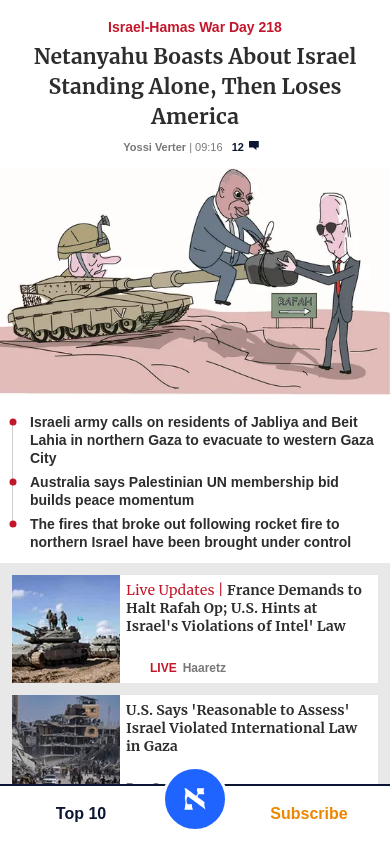 Israel-Hamas War Day 218
Netanyahu Boasts About Israel
Standing Alone, Then Loses
America
Yossi Verter | 09:16 12
RAFAH
Israeli army calls on residents of Jabliya and Beit
Lahia in northern Gaza to evacuate to western Gaza
City
Australia says Palestinian UN membership bid
builds peace momentum
The fires that broke out following rocket fire to
northern Israel have been brought under control
Live Updates | France Demands to
Halt Rafah Op; U.S. Hints at
Israel's Violations of Intel' Law
LIVE Haaretz
U.S. Says 'Reasonable to Assess'
Israel Violated International Law
in Gaza
Top 10
Subscribe